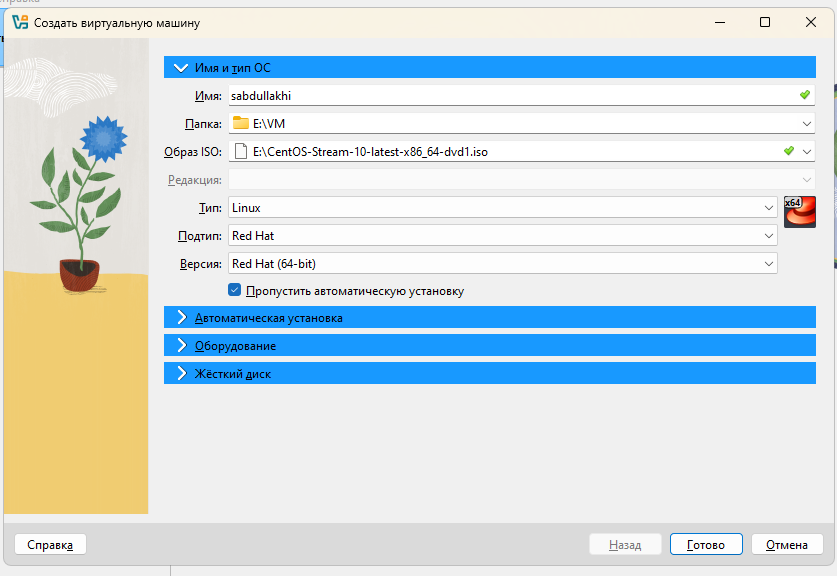 Создать виртуальную машину
Имя и тип ОС
Имя: sabdullakhi
Папка: E:\VM
Образ ISO: E:\CentOS-Stream-10-latest-x86_64-dvd1.iso
Редакция:
Тип: Linux
x64
Подтип: Red Hat
Версия: Red Hat (64-bit)
Пропустить автоматическую установку
Автоматическая установка
Оборудование
Жёсткий диск
Справка Назад Готово Отмена